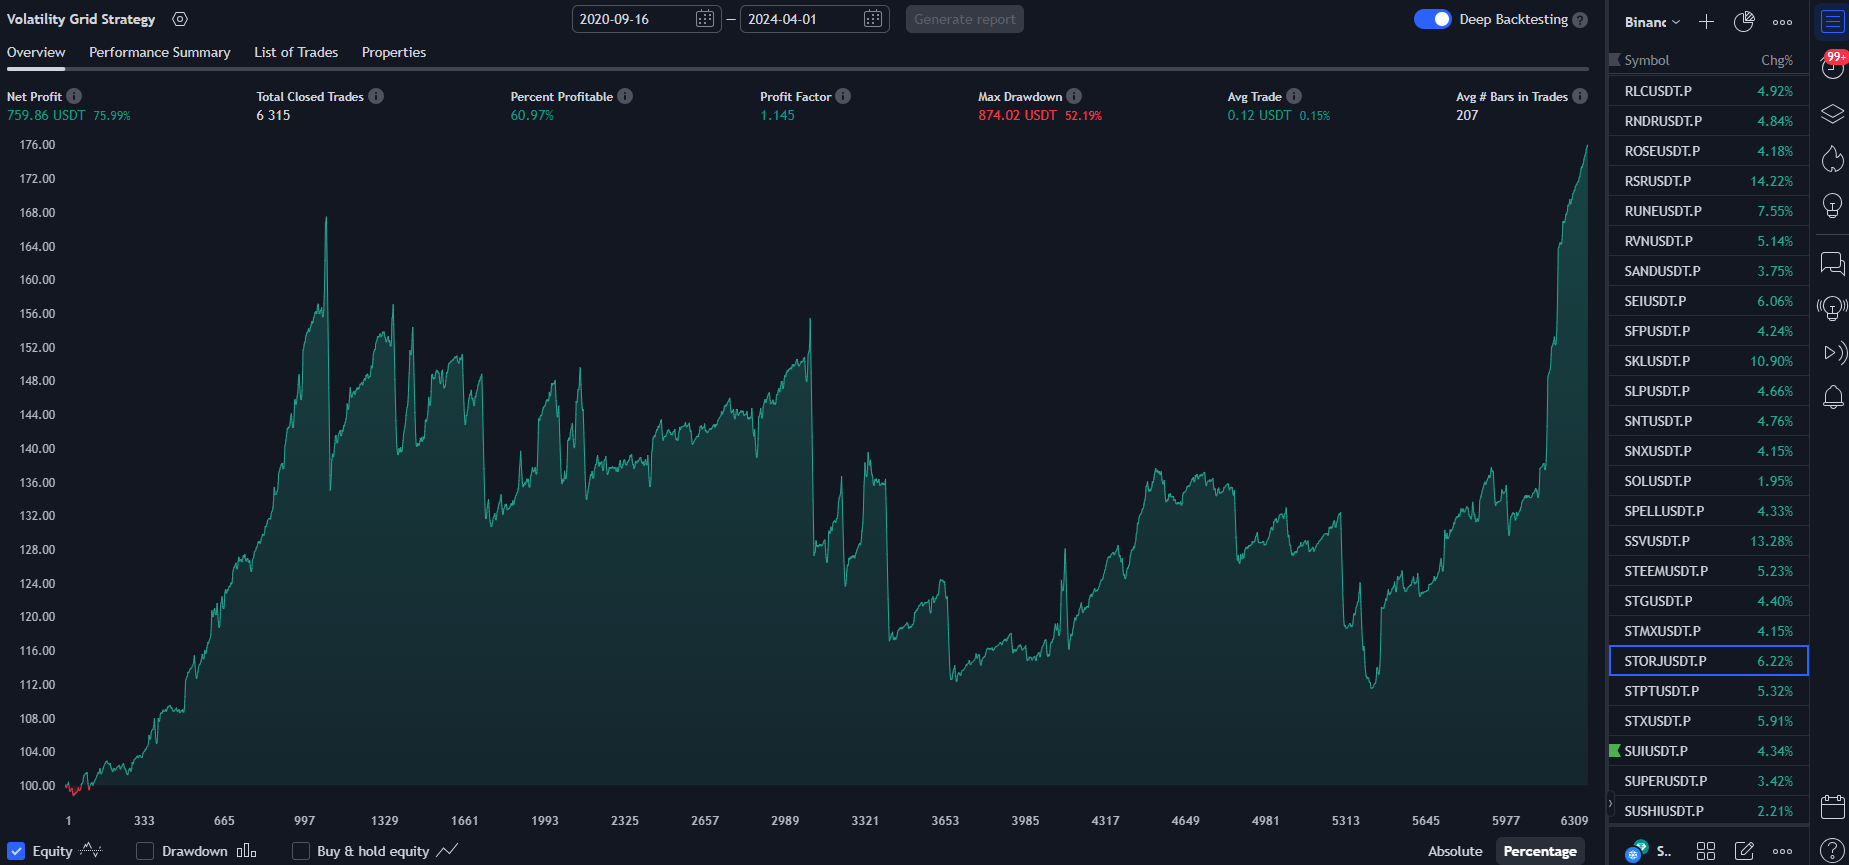 Volatility Grid Strategy
2020-09-16 — 2024-04-01 Generate report
Deep Backtesting ?
Overview Performance Summary List of Trades Properties
Net Profit Total Closed Trades Percent Profitable Profit Factor Max Drawdown Avg Trade Avg # Bars in Trades
759.86 USDT 75.99% 6 315 60.97% 1.145 874.02 USDT 52.19% 0.12 USDT 0.15% 207
176.00
172.00
168.00
164.00
160.00
156.00
152.00
148.00
144.00
140.00
136.00
132.00
128.00
124.00
120.00
116.00
112.00
108.00
104.00
100.00
1 333 665 997 1329 1661 1993 2325 2657 2989 3321 3653 3985 4317 4649 4981 5313 5645 5977 6309
Equity Drawdown Buy & hold equity Absolute Percentage
Binanc
99+
Symbol Chg%
RLCUSDT.P 4.92%
RNDRUSDT.P 4.84%
ROSEUSDT.P 4.18%
RSRUSDT.P 14.22%
RUNEUSDT.P 7.55%
RVNUSDT.P 5.14%
SANDUSDT.P 3.75%
SEIUSDT.P 6.06%
SFPUSDT.P 4.24%
SKLUSDT.P 10.90%
SLPUSDT.P 4.66%
SNTUSDT.P 4.76%
SNXUSDT.P 4.15%
SOLUSDT.P 1.95%
SPELLUSDT.P 4.33%
SSVUSDT.P 13.28%
STEEMUSDT.P 5.23%
STGUSDT.P 4.40%
STMXUSDT.P 4.15%
STORJUSDT.P 6.22%
STPTUSDT.P 5.32%
STXUSDT.P 5.91%
SUIUSDT.P 4.34%
SUPERUSDT.P 3.42%
SUSHIUSDT.P 2.21%
S..